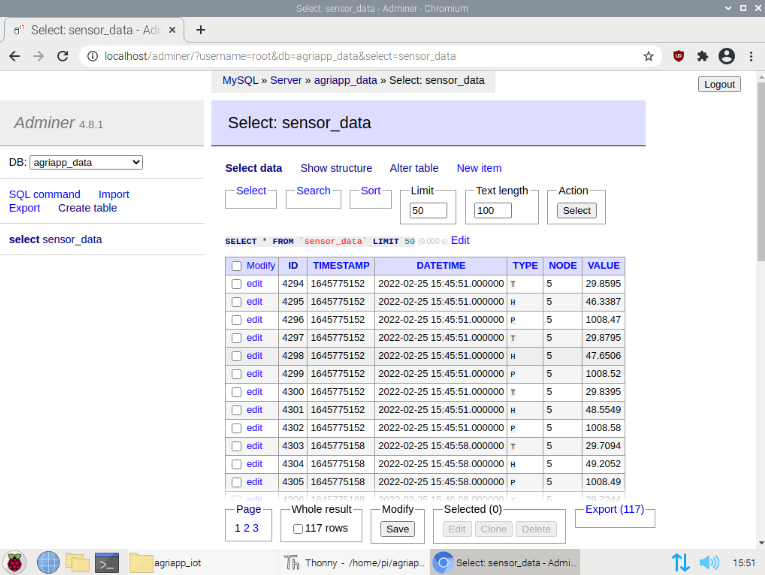 Select: sensor_data - Adminer - Chromium
Select: sensor_data - Adm
localhost/adminer/?username=root&db=agriapp_data&select=sensor_data
MySQL » Server » agriapp_data » Select: sensor_data
Logout
Adminer 4.8.1
Select: sensor_data
DB: agriapp_data
Select data Show structure Alter table New item
SQL command Import
Export Create table
select sensor_data
Select Search Sort Limit Text length Action
50 100 Select
SELECT * FROM `sensor_data` LIMIT 50 (0.000 s) Edit
Modify ID TIMESTAMP DATETIME TYPE NODE VALUE
edit 4294 1645775152 2022-02-25 15:45:51.000000 T 5 29.8595
edit 4295 1645775152 2022-02-25 15:45:51.000000 H 5 46.3387
edit 4296 1645775152 2022-02-25 15:45:51.000000 P 5 1008.47
edit 4297 1645775152 2022-02-25 15:45:51.000000 T 5 29.8795
edit 4298 1645775152 2022-02-25 15:45:51.000000 H 5 47.6506
edit 4299 1645775152 2022-02-25 15:45:51.000000 P 5 1008.52
edit 4300 1645775152 2022-02-25 15:45:51.000000 T 5 29.8395
edit 4301 1645775152 2022-02-25 15:45:51.000000 H 5 48.5549
edit 4302 1645775152 2022-02-25 15:45:51.000000 P 5 1008.58
edit 4303 1645775158 2022-02-25 15:45:58.000000 T 5 29.7094
edit 4304 1645775158 2022-02-25 15:45:58.000000 H 5 49.2052
edit 4305 1645775158 2022-02-25 15:45:58.000000 P 5 1008.49
Page Whole result Modify Selected (0) Export (117)
1 2 3 117 rows Save Edit Clone Delete
agriapp_iot Thonny - /home/pi/agriap... Select: sensor_data - Admi... 15:51